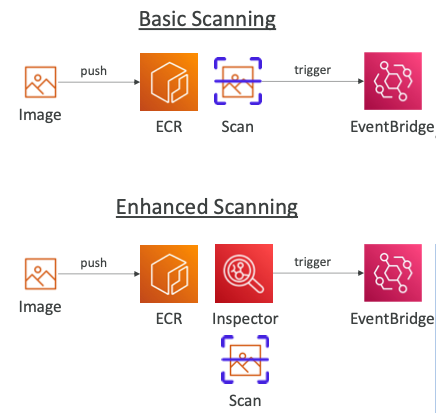 Basic Scanning
push
trigger
Image
ECR
Scan
EventBridge
Enhanced Scanning
push
trigger
Image
ECR
Inspector
EventBridge
Scan